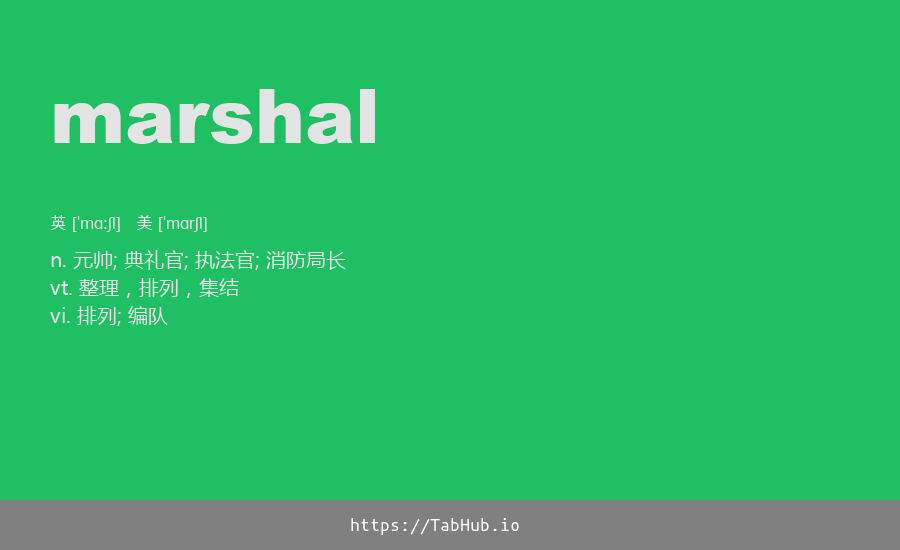 marshal
英 [ˈmɑːʃl] 美 [ˈmɑrʃl]
n. 元帅; 典礼官; 执法官; 消防局长
vt. 整理，排列，集结
vi. 排列; 编队
https://TabHub.io